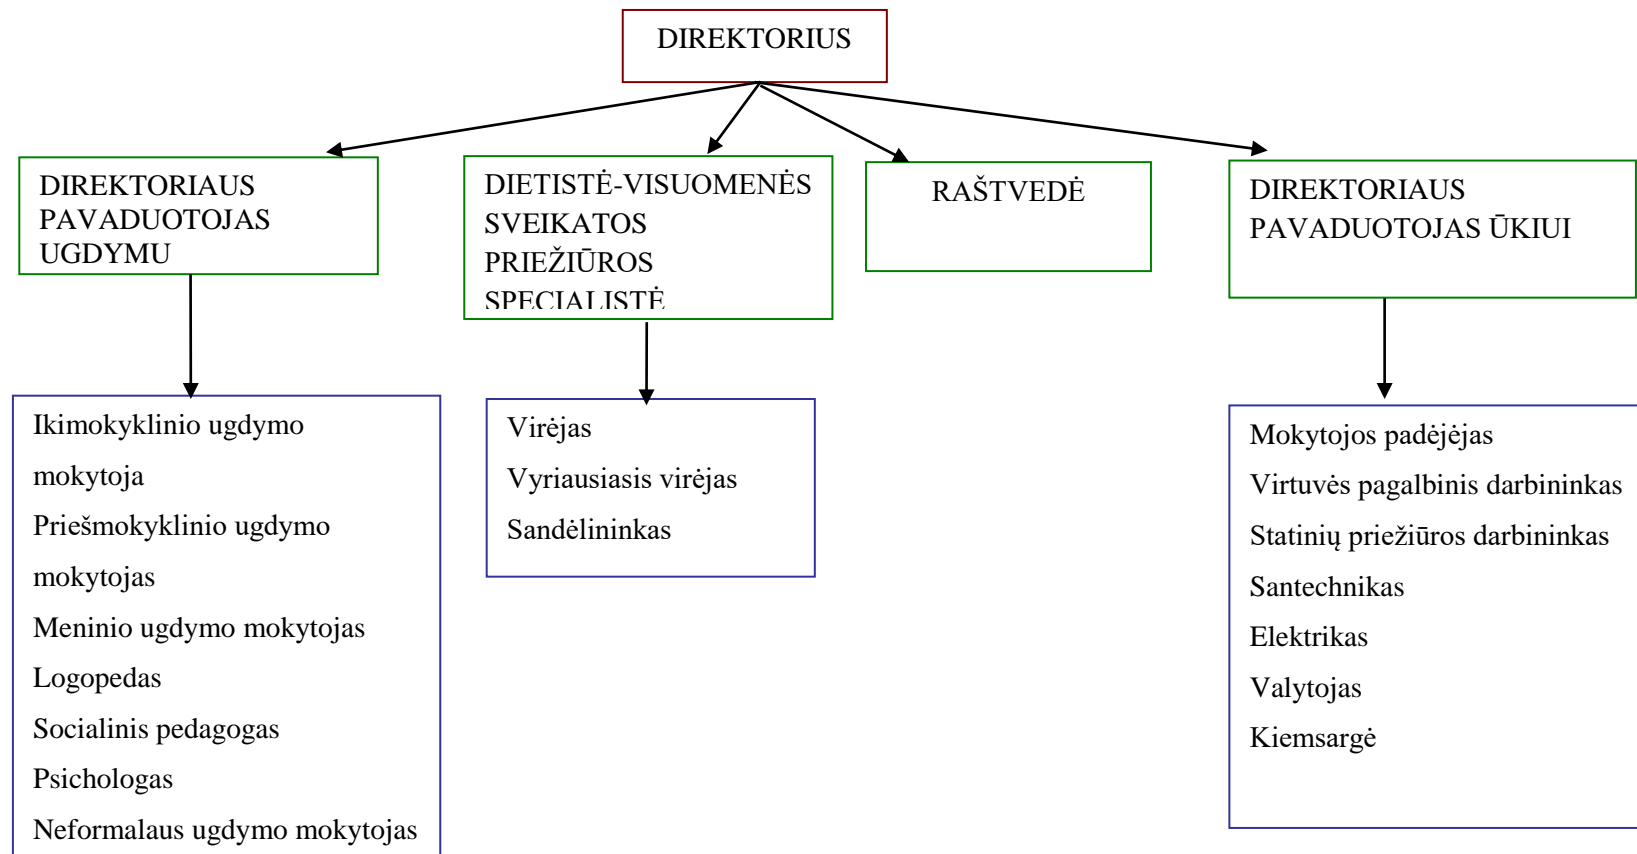 DIREKTORIUS
DIREKTORIAUS
PAVADUOTOJAS
UGDYMU
DIETISTĖ-VISUOMENĖS
SVEIKATOS
PRIEŽIŪROS
SPECIALISTĖ
RAŠTVEDĖ
DIREKTORIAUS
PAVADUOTOJAS ŪKIUI
Ikimokyklinio ugdymo
mokytoja
Priešmokyklinio ugdymo
mokytojas
Meninio ugdymo mokytojas
Logopedas
Socialinis pedagogas
Psichologas
Neformalaus ugdymo mokytojas
Virėjas
Vyriausiasis virėjas
Sandėlininkas
Mokytojos padėjėjas
Virtuvės pagalbinis darbininkas
Statinių priežiūros darbininkas
Santechnikas
Elektrikas
Valytojas
Kiemsargė